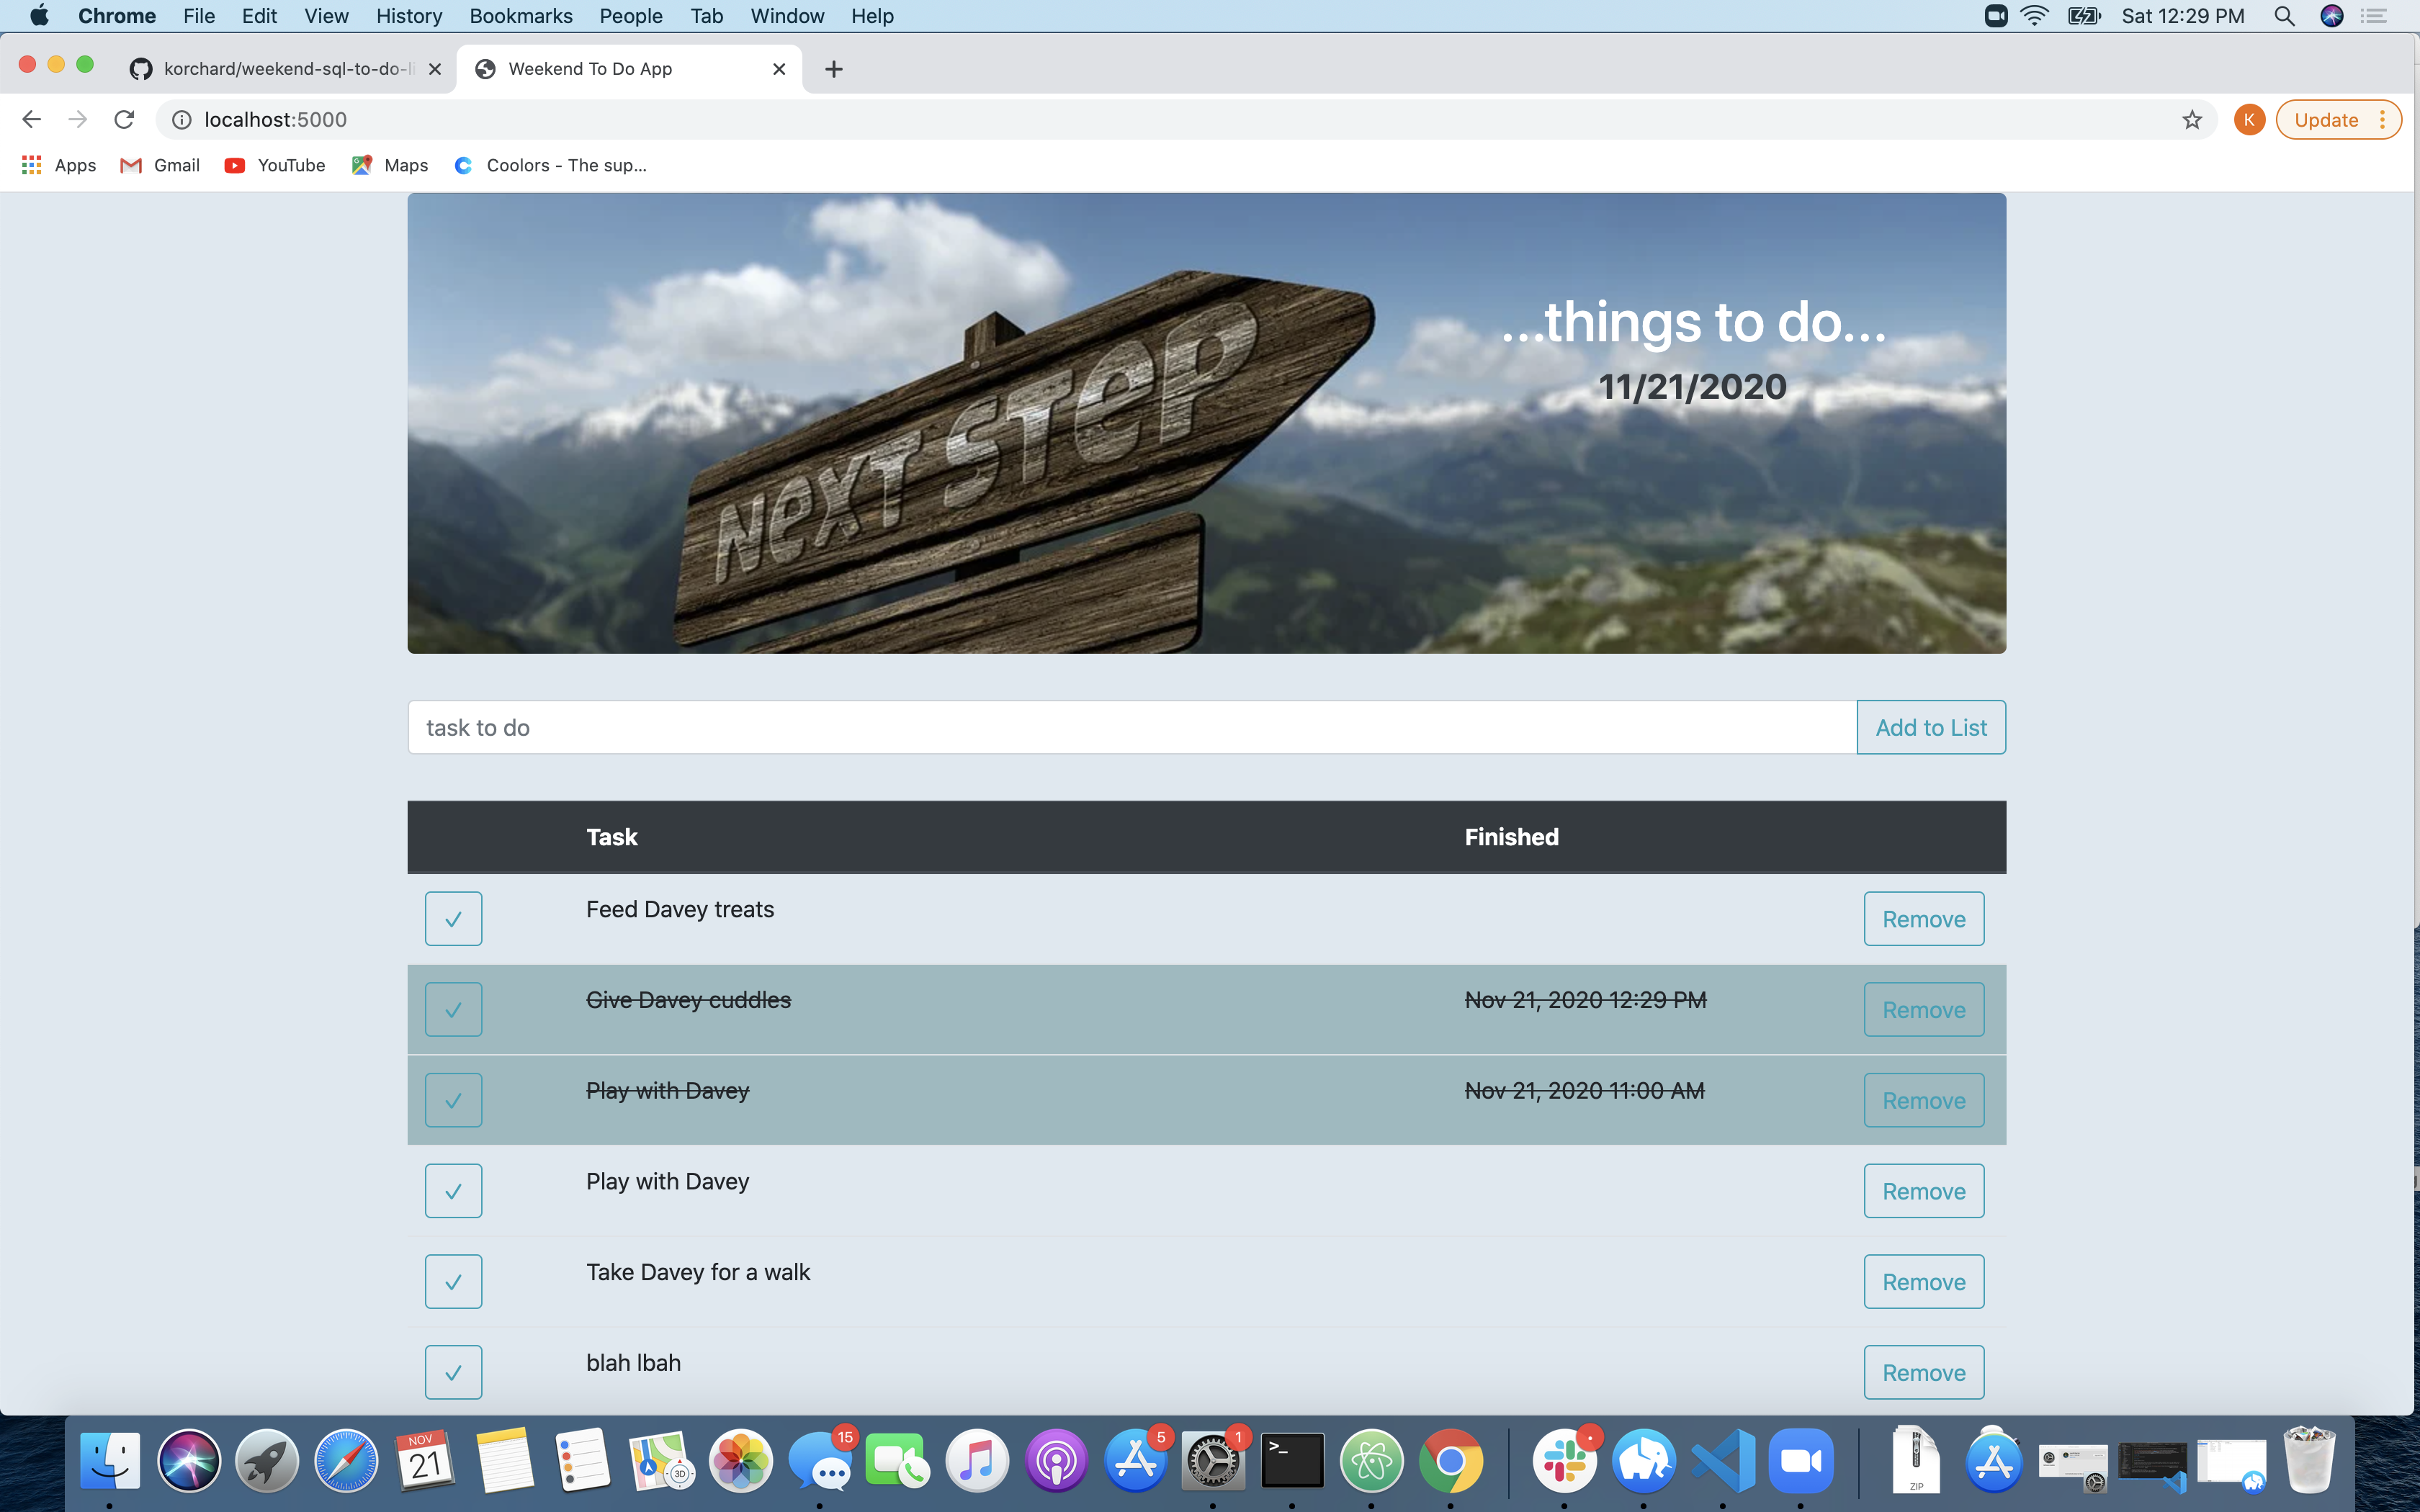 Chrome File Edit View History Bookmarks People Tab Window Help Sat 12:29 PM
korchard/weekend-sql-to-do-li Weekend To Do App
localhost:5000 K Update
Apps Gmail YouTube Maps Coolors - The sup...
...things to do...
11/21/2020
NEXT STEP
task to do Add to List
Task Finished
Feed Davey treats Remove
Give Davey cuddles Nov 21, 2020 12:29 PM Remove
Play with Davey Nov 21, 2020 11:00 AM Remove
Play with Davey Remove
Take Davey for a walk Remove
blah lbah Remove
NOV
21
3D
15
5
1
>_
ZIP